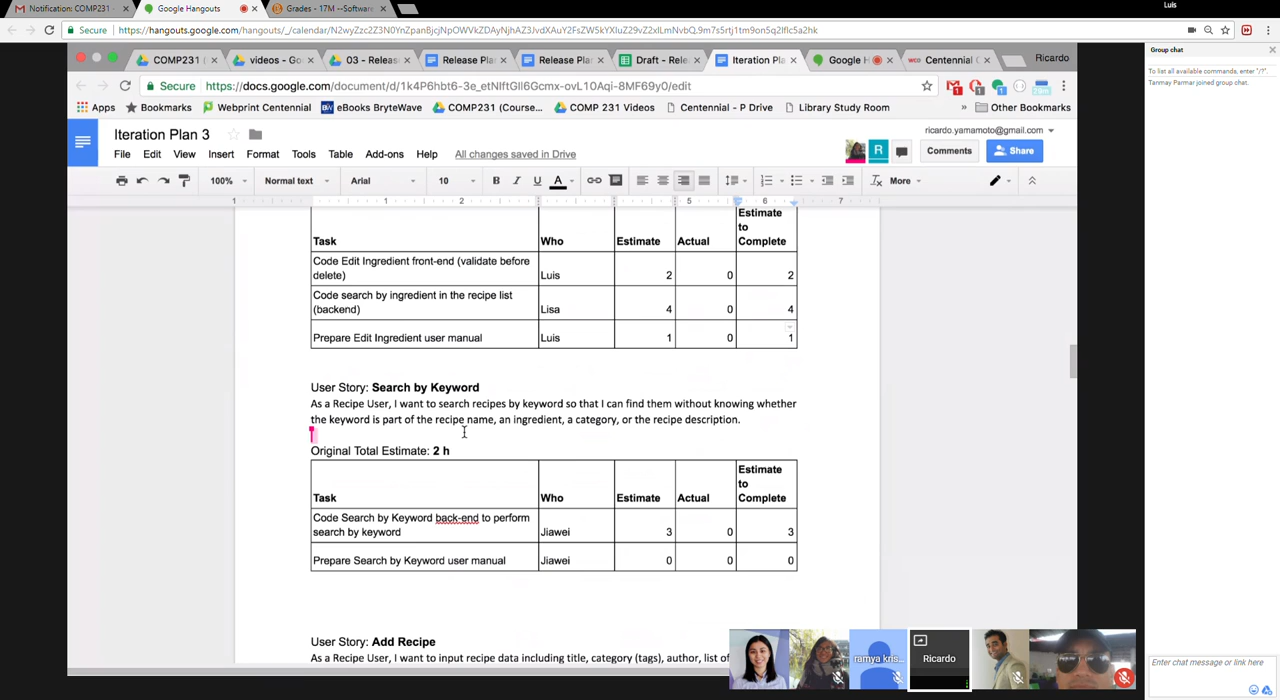 Luis
Notification: COMP231
Google Hangouts
Grades - 17M --Software
Secure
https://hangouts.google.com/hangouts/_/calendar/
Group chat
To list all available commands, enter "/?".
Tanmay Parmar joined group chat.
COMP231 (
videos - Go
03 - Releas
Release Pla
Release Plan
Draft - Rele
Iteration Pla
Google H
Centennial C
Ricardo
Secure
https://docs.google.com/document/d/1k4P6hbt6-3e_etNlftGll6Gcmx-ovL10Aqi-8MF69y0/edit
Apps
Bookmarks
Webprint Centennial
eBooks BryteWave
COMP231 (Course...
COMP 231 Videos
Centennial - P Drive
Library Study Room
»
Other Bookmarks
Iteration Plan 3
ricardo.yamamoto@gmail.com
File Edit View Insert Format Tools Table Add-ons Help All changes saved in Drive
R
Comments
Share
100% Normal text Arial 10 B I U A More
1 1 2 5 6 7
Task Who Estimate Actual Estimate to Complete
Code Edit Ingredient front-end (validate before
delete) Luis 2 0 2
Code search by ingredient in the recipe list
(backend) Lisa 4 0 4
Prepare Edit Ingredient user manual Luis 1 0 1
User Story: Search by Keyword
As a Recipe User, I want to search recipes by keyword so that I can find them without knowing whether
the keyword is part of the recipe name, an ingredient, a category, or the recipe description.
Original Total Estimate: 2 h
Task Who Estimate Actual Estimate to Complete
Code Search by Keyword back-end to perform
search by keyword Jiawei 3 0 3
Prepare Search by Keyword user manual Jiawei 0 0 0
User Story: Add Recipe
As a Recipe User, I want to input recipe data including title, category (tags), author, list of
ramya kris...
Ricardo
Enter chat message or link here